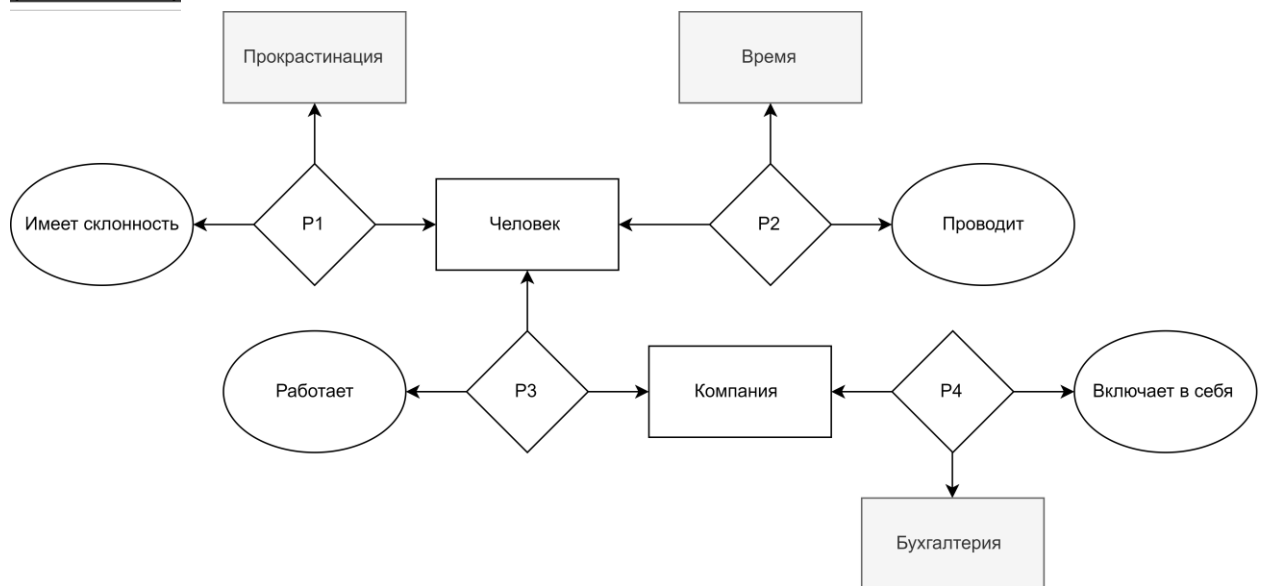 Прокрастинация
Время
Имеет склонность
P1
Человек
P2
Проводит
Работает
P3
Компания
P4
Включает в себя
Бухгалтерия